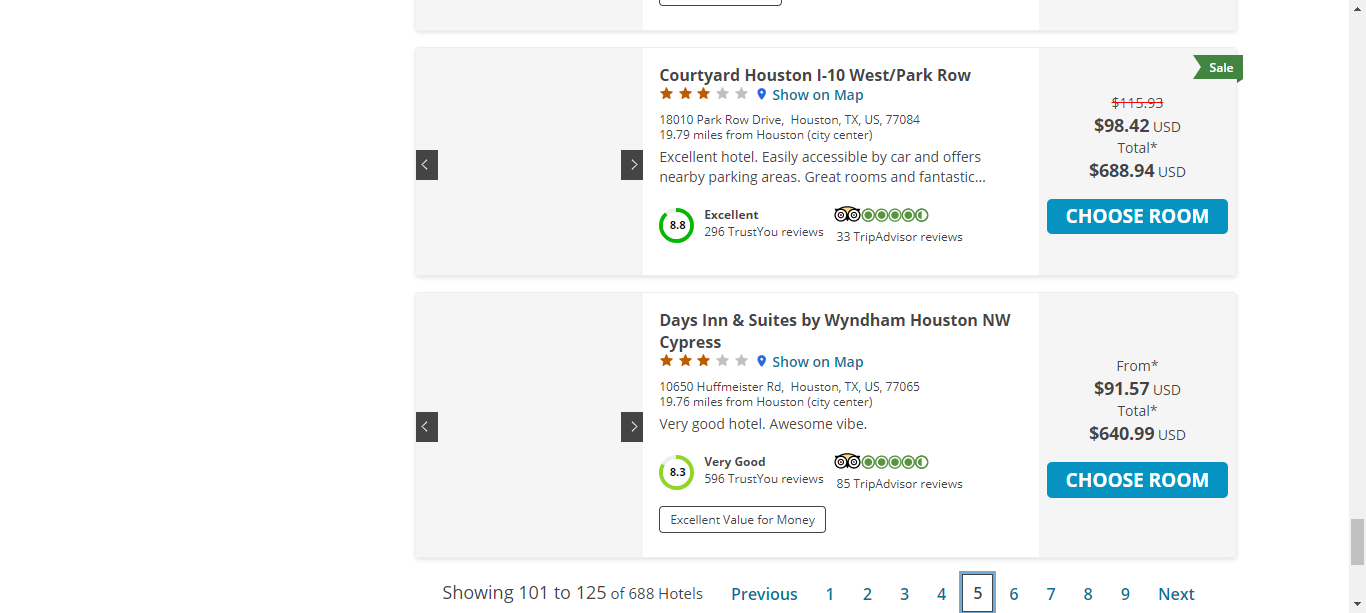 Courtyard Houston I-10 West/Park Row
Show on Map
18010 Park Row Drive, Houston, TX, US, 77084
19.79 miles from Houston (city center)
Excellent hotel. Easily accessible by car and offers
nearby parking areas. Great rooms and fantastic...
8.8
Excellent
296 TrustYou reviews
33 TripAdvisor reviews
Sale
$115.93
$98.42 USD
Total*
$688.94 USD
CHOOSE ROOM
Days Inn & Suites by Wyndham Houston NW
Cypress
Show on Map
10650 Huffmeister Rd, Houston, TX, US, 77065
19.76 miles from Houston (city center)
Very good hotel. Awesome vibe.
8.3
Very Good
596 TrustYou reviews
85 TripAdvisor reviews
Excellent Value for Money
From*
$91.57 USD
Total*
$640.99 USD
CHOOSE ROOM
Showing 101 to 125 of 688 Hotels Previous 1 2 3 4 5 6 7 8 9 Next